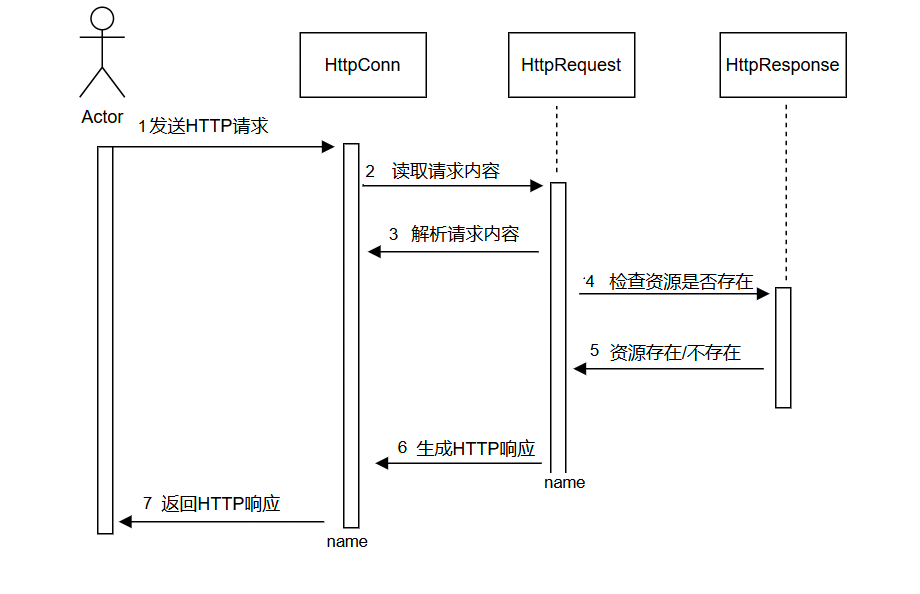 HttpConn
HttpRequest
HttpResponse
Actor
1发送HTTP请求
2 读取请求内容
3 解析请求内容
4 检查资源是否存在
5 资源存在/不存在
6 生成HTTP响应
name
7 返回HTTP响应
name